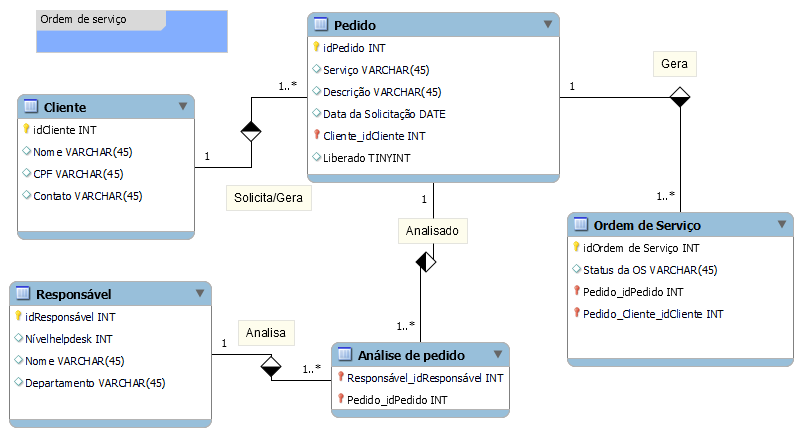 Ordem de serviço
Pedido
idPedido INT
Serviço VARCHAR(45)
Descrição VARCHAR(45)
Data da Solicitação DATE
Cliente_idCliente INT
Liberado TINYINT
Gera
1
1..*
1..*
Cliente
idCliente INT
Nome VARCHAR(45)
CPF VARCHAR(45)
Contato VARCHAR(45)
1
Solicita/Gera
1
Analisado
1..*
Ordem de Serviço
idOrdem de Serviço INT
Status da OS VARCHAR(45)
Pedido_idPedido INT
Pedido_Cliente_idCliente INT
Responsável
idResponsável INT
Nívelhelpdesk INT
Nome VARCHAR(45)
Departamento VARCHAR(45)
1
Analisa
1..*
Análise de pedido
Responsável_idResponsável INT
Pedido_idPedido INT